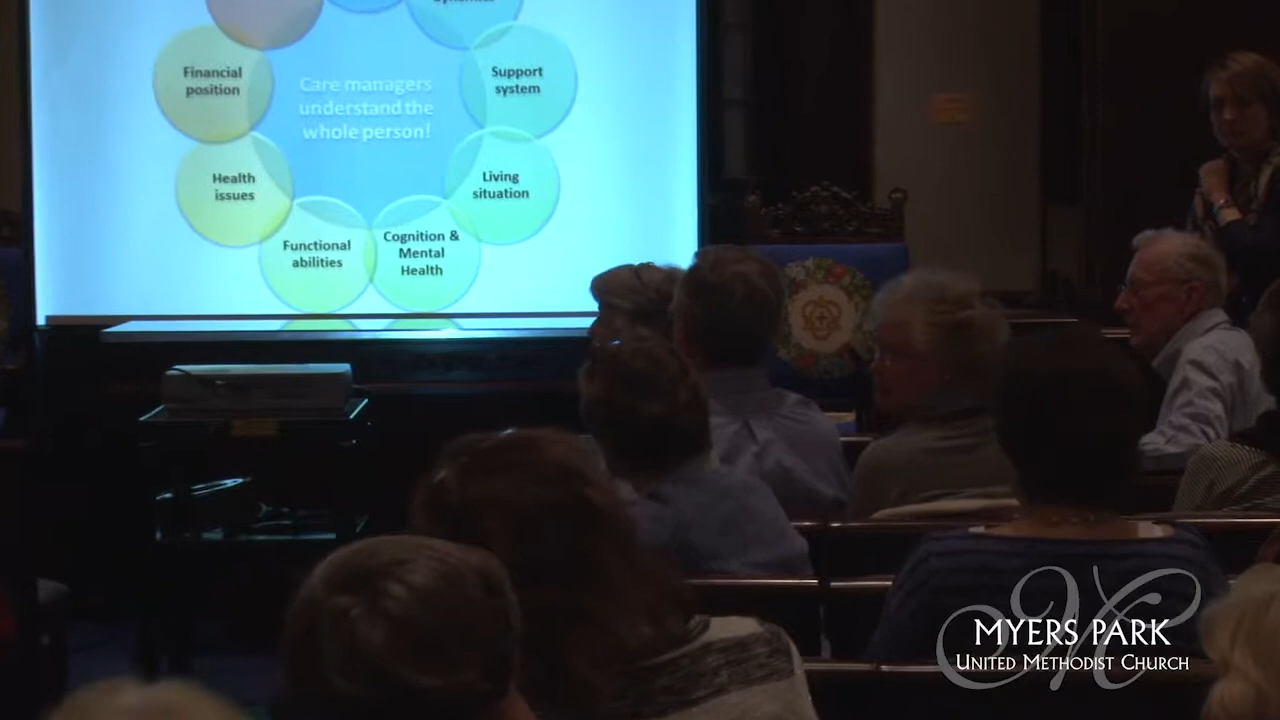 Dynamics
Financial
position
Support
system
Care managers
understand the
whole person!
Health
issues
Living
situation
Functional
abilities
Cognition &
Mental
Health
MYERS PARK
UNITED METHODIST CHURCH